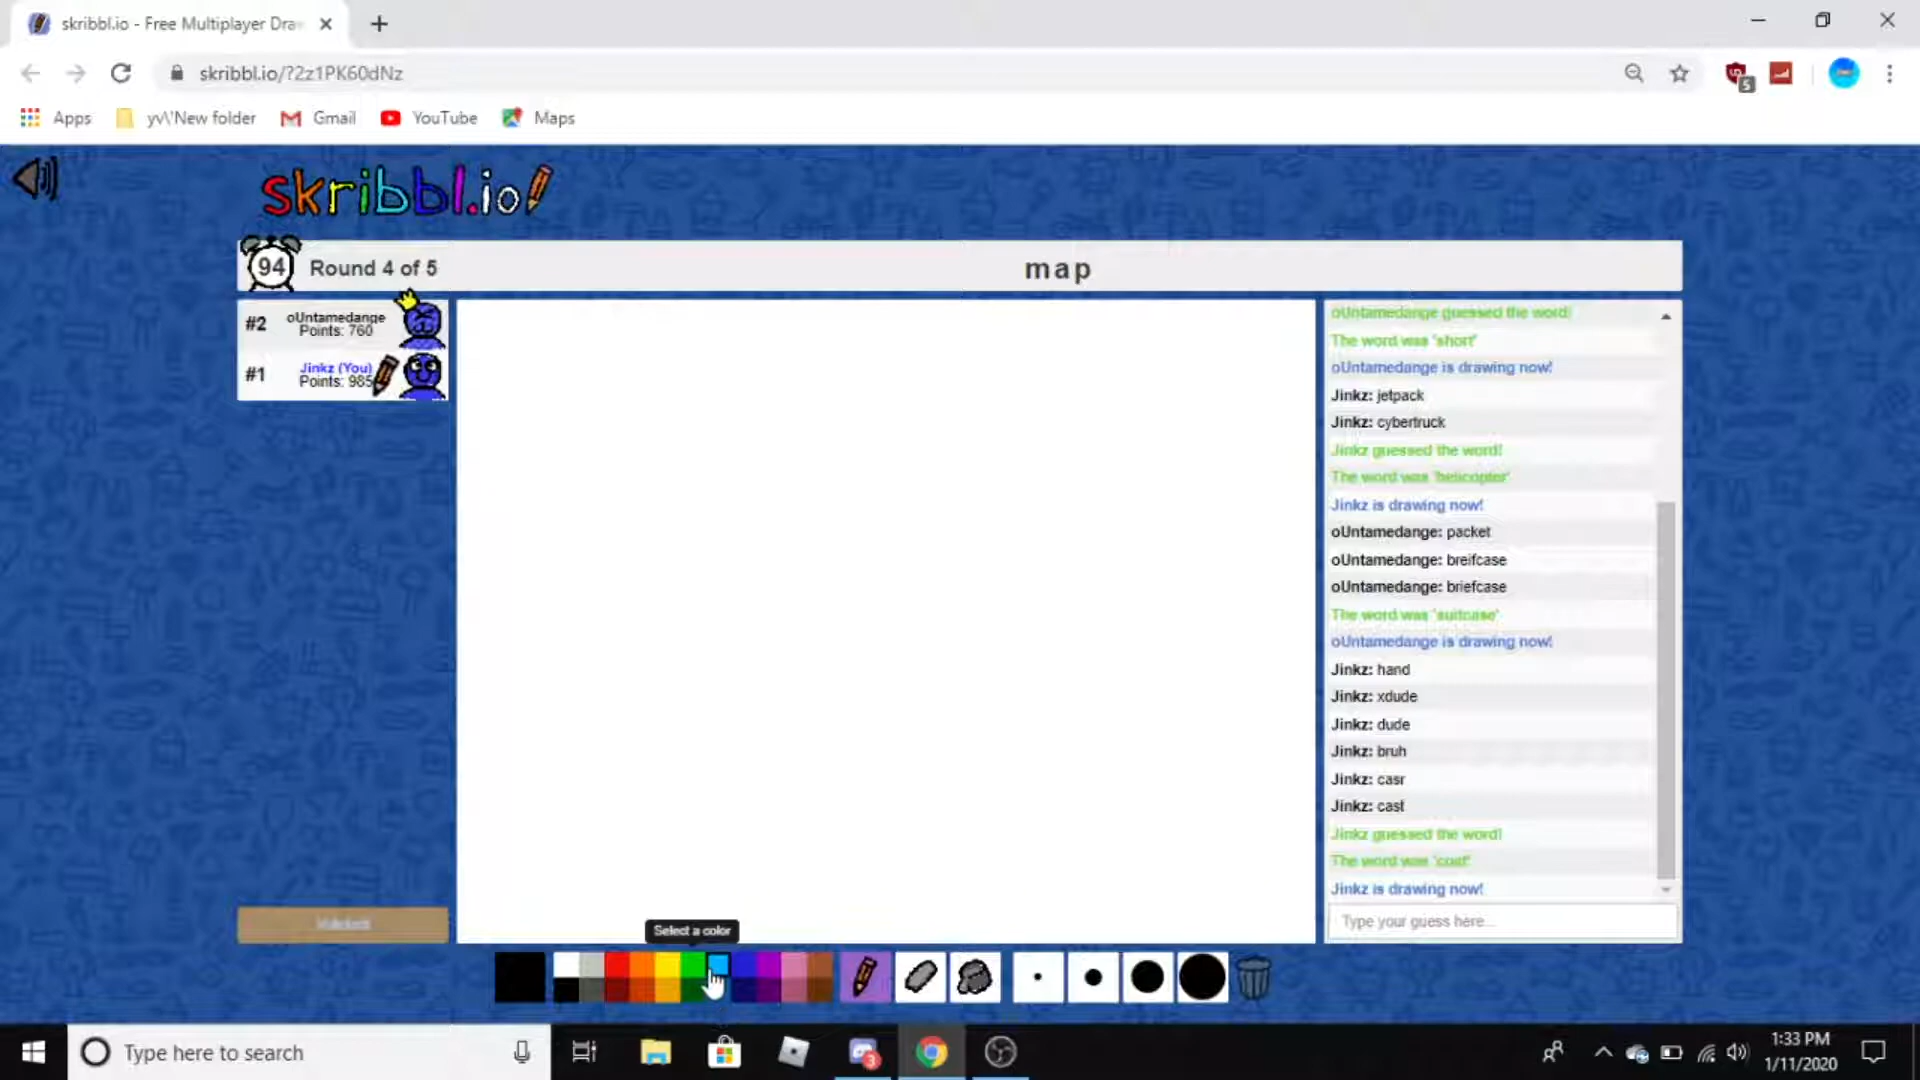 skribbl.io - Free Multiplayer Dra
skribbl.io/?2z1PK60dNz
5
Apps
yv\'New folder
Gmail
YouTube
Maps
skribbl.io
94
Round 4 of 5
map
#2
oUntamedange
Points: 760
#1
Jinkz (You)
Points: 985
oUntamedange guessed the word!
The word was 'short'
oUntamedange is drawing now!
Jinkz: jetpack
Jinkz: cybertruck
Jinkz guessed the word!
The word was 'helicopter'
Jinkz is drawing now!
oUntamedange: packet
oUntamedange: breifcase
oUntamedange: briefcase
The word was 'suitcase'
oUntamedange is drawing now!
Jinkz: hand
Jinkz: xdude
Jinkz: dude
Jinkz: bruh
Jinkz: casr
Jinkz: cast
Jinkz guessed the word!
The word was 'cast'
Jinkz is drawing now!
Type your guess here...
Select a color
Type here to search
3
1:33 PM
1/11/2020